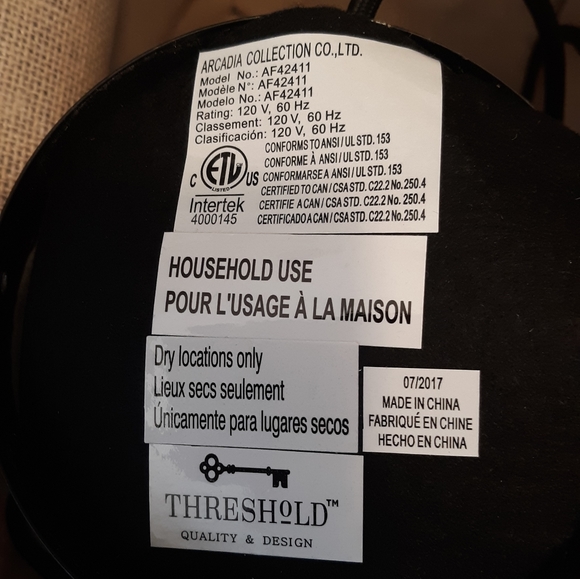 ARCADIA COLLECTION CO.,LTD.
Model No.: AF42411
Modèle N°: AF42411
Modelo No.: AF42411
Rating: 120 V, 60 Hz
Classement: 120 V, 60 Hz
Clasificación: 120 V, 60 Hz
C ETL US
LISTED
Intertek
4000145
CONFORMS TO ANSI / UL STD. 153
CONFORME À ANSI / UL STD. 153
CONFORMARSE A ANSI / UL STD. 153
CERTIFIED TO CAN / CSA STD. C22.2 No.250.4
CERTIFIE A CAN / CSA STD. C22.2 No.250.4
CERTIFICADO A CAN / CSA STD. C22.2 No.250.4
HOUSEHOLD USE
POUR L'USAGE À LA MAISON
Dry locations only
Lieux secs seulement
Únicamente para lugares secos
07/2017
MADE IN CHINA
FABRIQUÉ EN CHINE
HECHO EN CHINA
THRESHOLD™
QUALITY & DESIGN